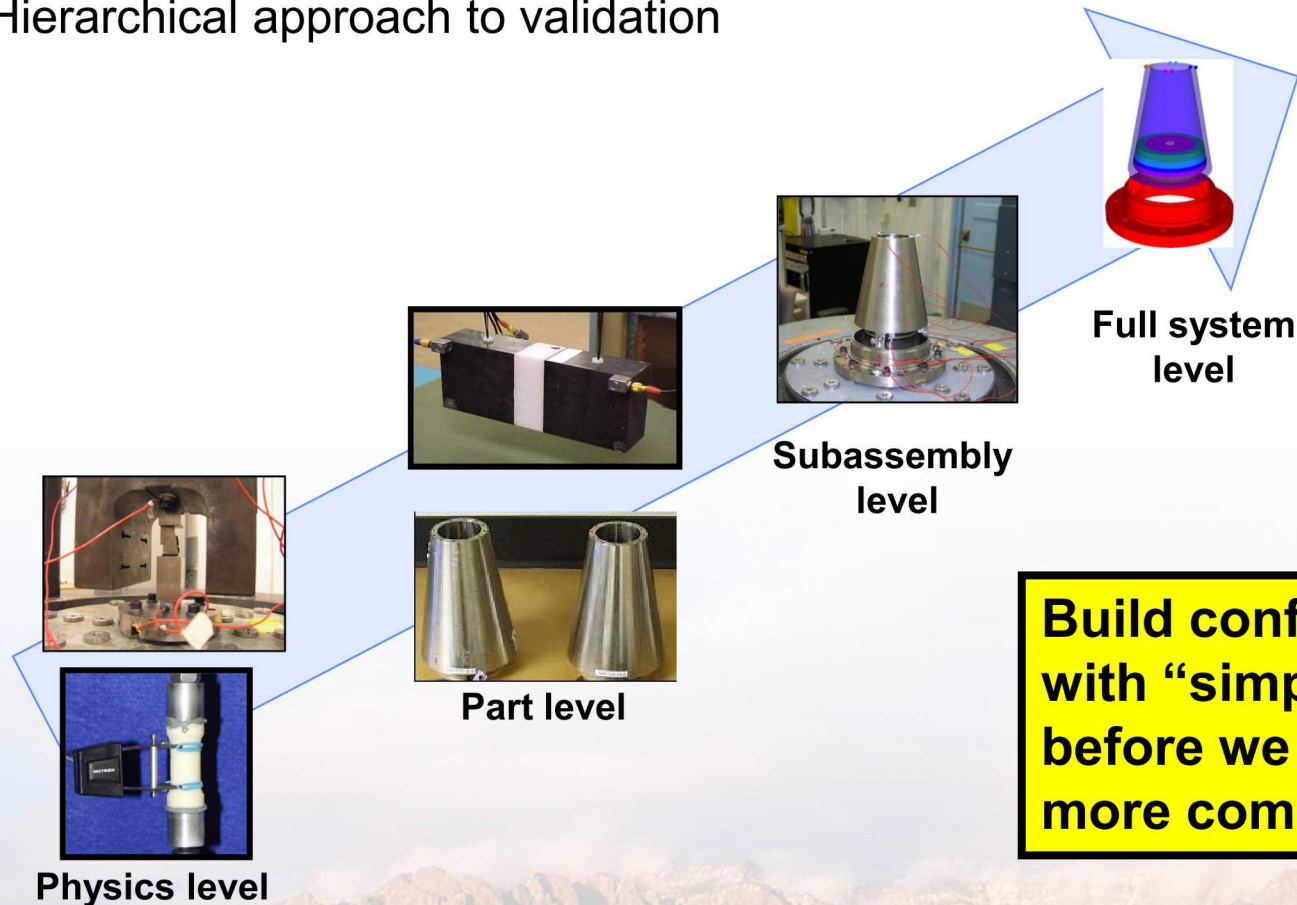 Hierarchical approach to validation
Full system
level
Subassembly
level
Part level
Physics level
Build conf
with “simp
before we
more com